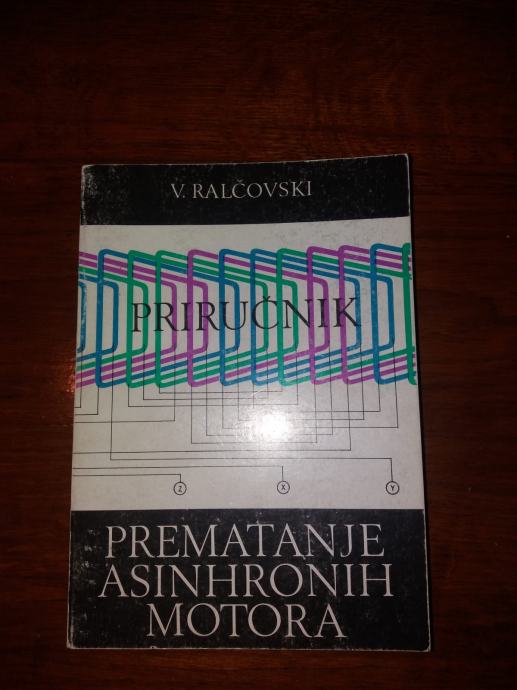 V. RALČOVSKI
PRIRUČNIK
Z X Y
PREMATANJE
ASINHRONIH
MOTORA